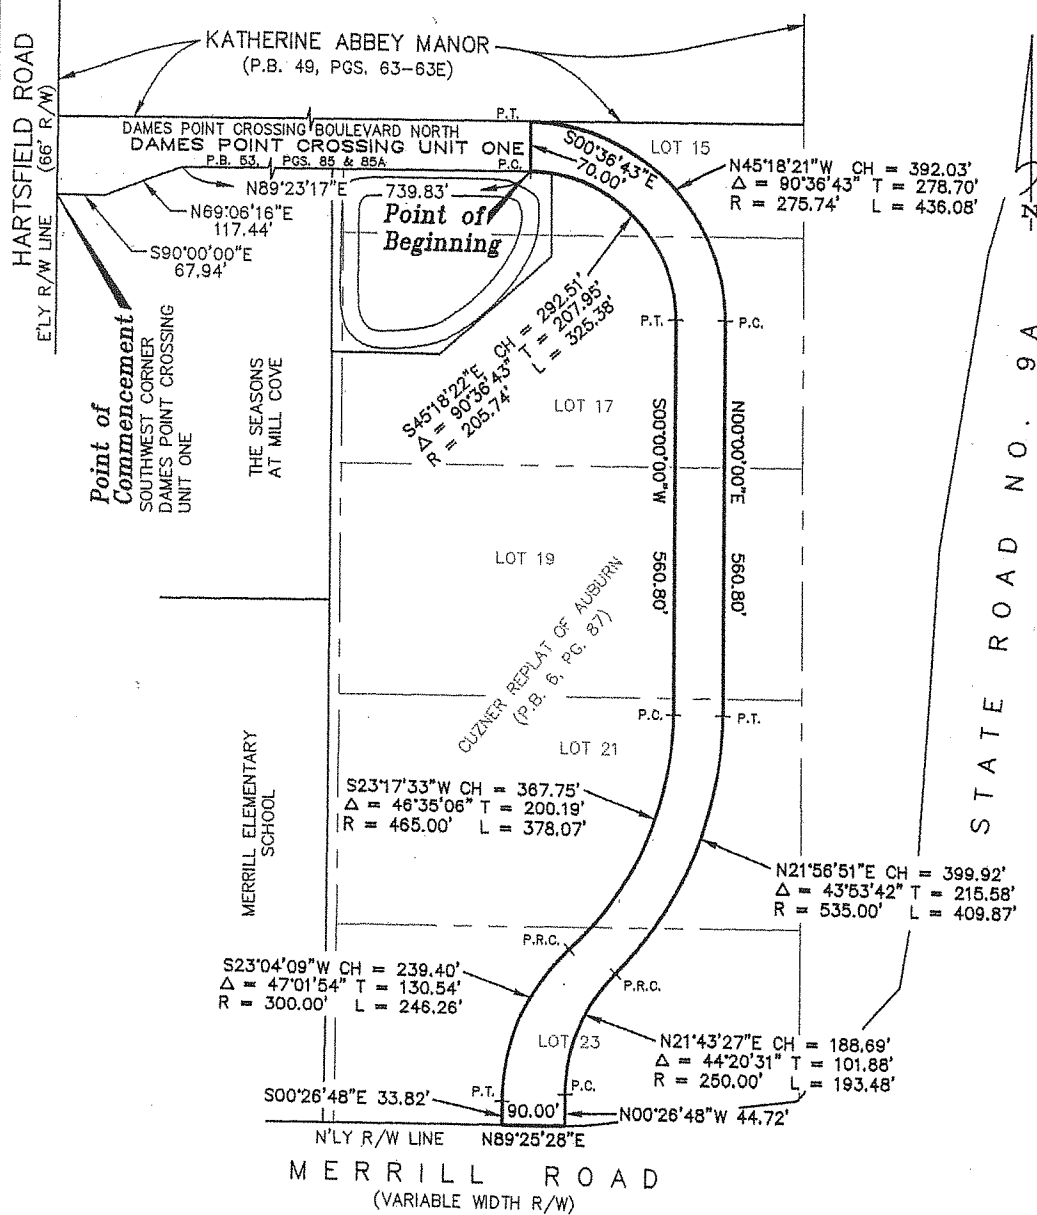 KATHERINE ABBEY MANOR
(P.B. 49, PGS. 63-63E)
HARTSFIELD ROAD
(66' R/W)
E'LY R/W LINE
P.T.
DAMES POINT CROSSING BOULEVARD NORTH
DAMES POINT CROSSING UNIT ONE
P.B. 53, PGS. 85 & 85A
P.C.
S00°36'43"E
70.00'
LOT 15
N45°18'21"W CH = 392.03'
Δ = 90°36'43" T = 278.70'
R = 275.74' L = 436.08'
N89°23'17"E
739.83'
N69°06'16"E
117.44'
S90°00'00"E
67.94'
Point of
Beginning
Point of
Commencement
SOUTHWEST CORNER
DAMES POINT CROSSING
UNIT ONE
THE SEASONS
AT MILL COVE
S45°18'22"E CH = 292.51'
Δ = 90°36'43" T = 207.95'
R = 205.74' L = 325.38'
P.T.
P.C.
LOT 17
S00°00'00"W 560.80'
N00°00'00"E 560.80'
N
STATE ROAD NO. 9A
LOT 19
CUZNER REPLAT OF AUBURN
(P.B. 6, PG. 87)
P.C.
P.T.
LOT 21
MERRILL ELEMENTARY
SCHOOL
S23°17'33"W CH = 367.75'
Δ = 46°35'06" T = 200.19'
R = 465.00' L = 378.07'
N21°56'51"E CH = 399.92'
Δ = 43°53'42" T = 215.58'
R = 535.00' L = 409.87'
P.R.C.
P.R.C.
S23°04'09"W CH = 239.40'
Δ = 47°01'54" T = 130.54'
R = 300.00' L = 246.26'
LOT 23
N21°43'27"E CH = 188.69'
Δ = 44°20'31" T = 101.88'
R = 250.00' L = 193.48'
P.T.
P.C.
S00°26'48"E 33.82'
90.00'
N00°26'48"W 44.72'
N'LY R/W LINE
N89°25'28"E
MERRILL ROAD
(VARIABLE WIDTH R/W)